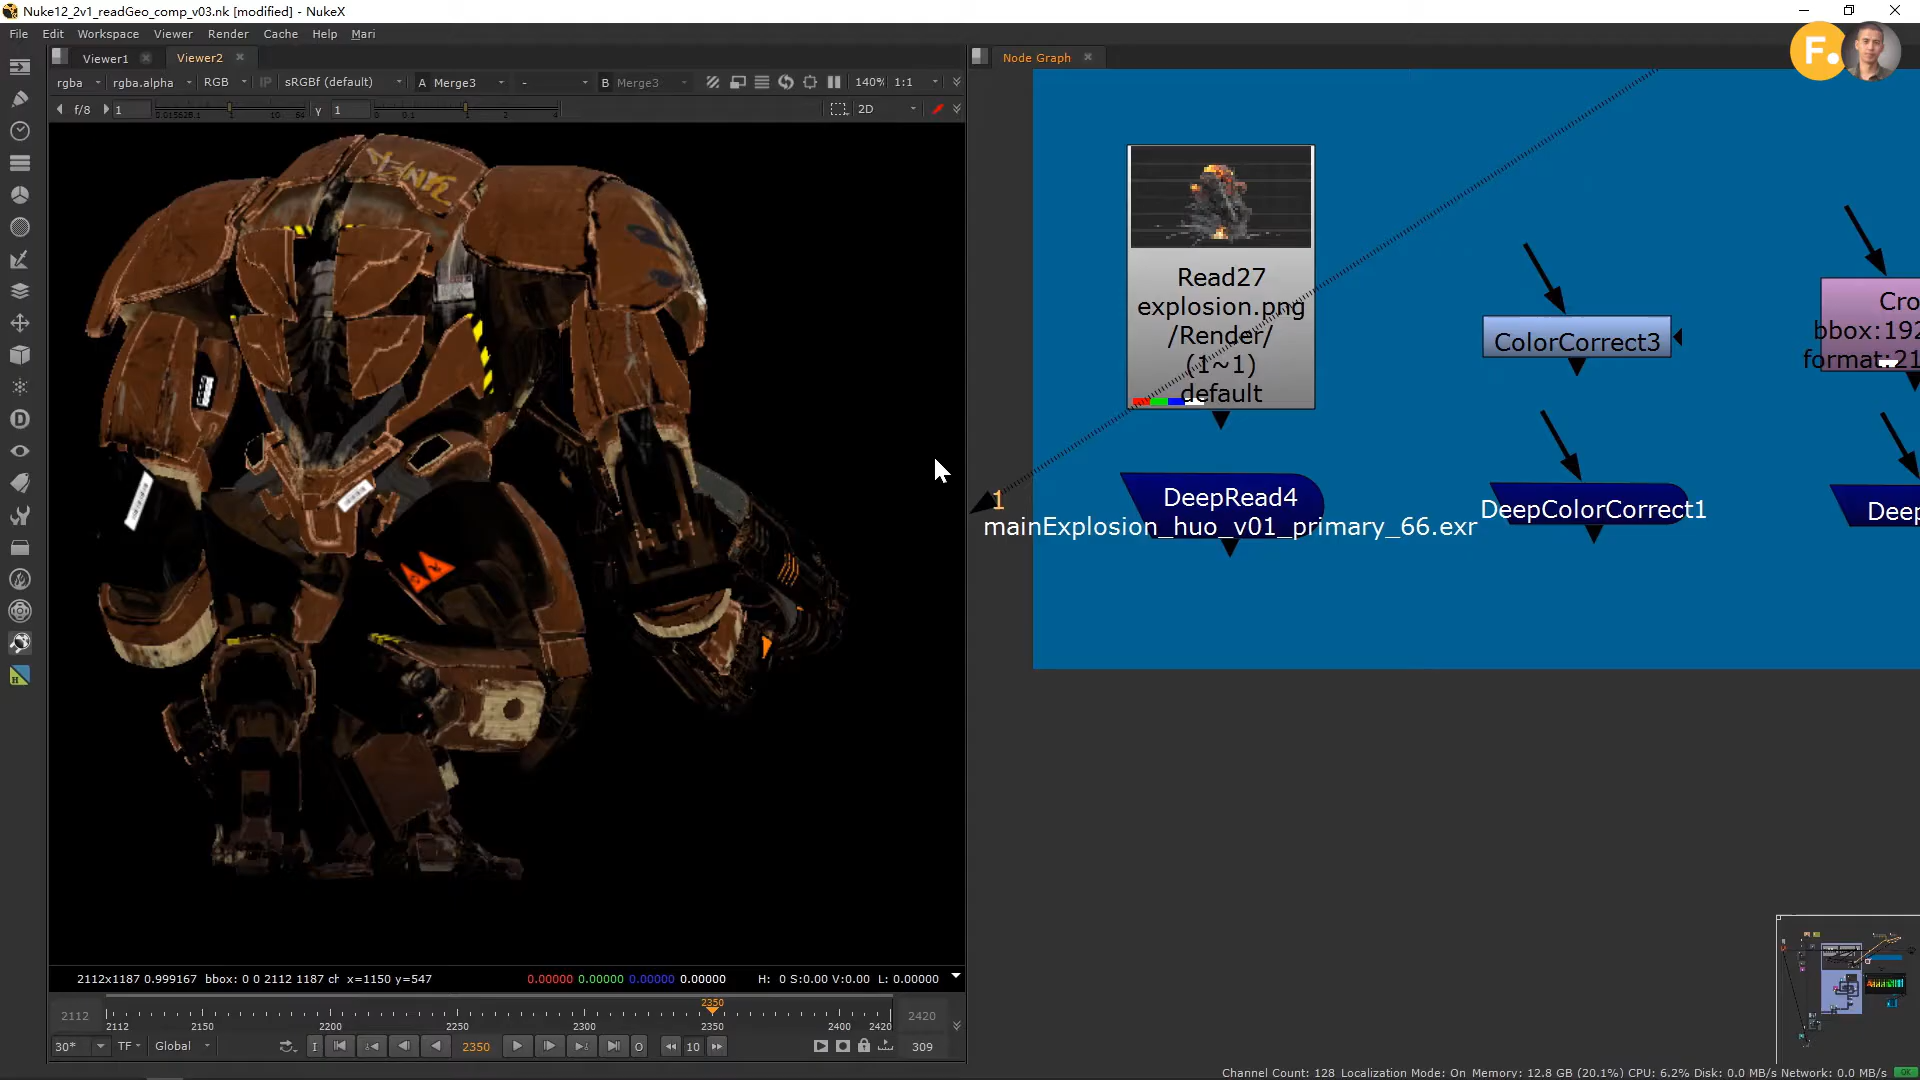 Nuke12_2v1_readGeo_comp_v03.nk [modified] - NukeX
File Edit Workspace Viewer Render Cache Help Mari
Viewer1 Viewer2
Node Graph
F.
rgba rgba.alpha RGB IP sRGBf (default) A Merge3 - B Merge3 140% 1:1
f/8 1 γ 1 2D
Read27
explosion.png
/Render/
(1~1)
default
ColorCorrect3
Cro
bbox:192
format:21
1
DeepRead4
mainExplosion_huo_v01_primary_66.exr
DeepColorCorrect1
Deep
2112x1187 0.999167 bbox: 0 0 2112 1187 ch x=1150 y=547 0.00000 0.00000 0.00000 0.00000 H: 0 S:0.00 V:0.00 L: 0.00000
2350
2112 2420
2112 2150 2200 2250 2300 2350 2400 2420
30* TF Global I 2350 O 10 309
Channel Count: 128 Localization Mode: On Memory: 12.8 GB (20.1%) CPU: 6.2% Disk: 0.0 MB/s Network: 0.0 MB/s OK